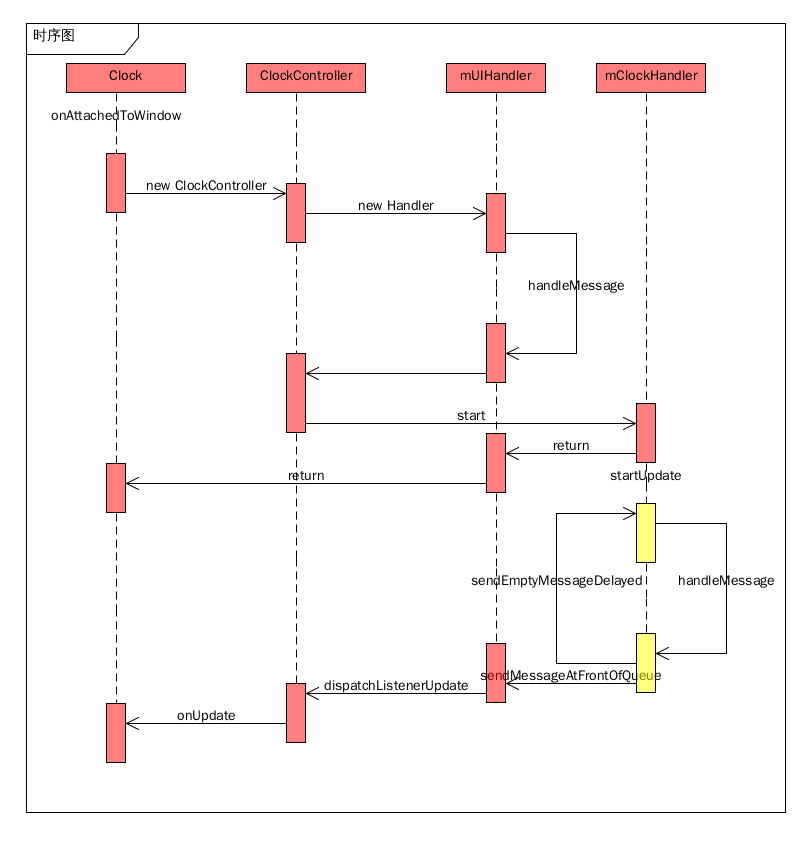 时序图
Clock
ClockController
mUIHandler
mClockHandler
onAttachedToWindow
new ClockController
new Handler
handleMessage
start
return
return
startUpdate
sendEmptyMessageDelayed
handleMessage
sendMessageAtFrontOfQueue
dispatchListenerUpdate
onUpdate